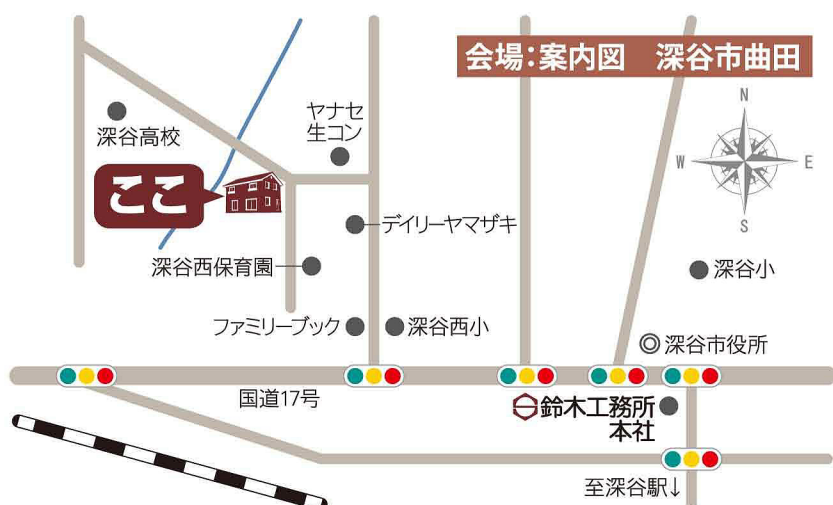 会場:案内図　深谷市曲田
N
W
E
S
深谷高校
ヤナセ
生コン
ここ
デイリーヤマザキ
深谷西保育園
深谷小
ファミリーブック
深谷西小
深谷市役所
国道17号
鈴木工務所
本社
至深谷駅↓